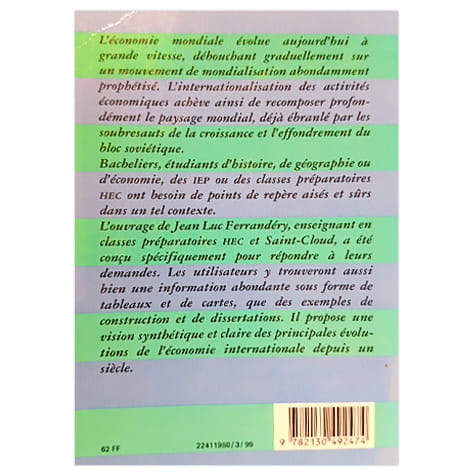 L'économie mondiale évolue aujourd'hui à
grande vitesse, débouchant graduellement sur
un mouvement de mondialisation abondamment
prophétisé. L'internationalisation des activités
économiques achève ainsi de recomposer profon-
dément le paysage mondial, déjà ébranlé par les
soubresauts de la croissance et l'effondrement du
bloc soviétique.
Bacheliers, étudiants d'histoire, de géographie ou
d'économie, des IEP ou des classes préparatoires
HEC ont besoin de points de repère aisés et sûrs
dans un tel contexte.
L'ouvrage de Jean Luc Ferrandéry, enseignant en
classes préparatoires HEC et Saint-Cloud, a été
conçu spécifiquement pour répondre à leurs
demandes. Les utilisateurs y trouveront aussi
bien une information abondante sous forme de
tableaux et de cartes, que des exemples de
construction et de dissertations. Il propose une
vision synthétique et claire des principales évolu-
tions de l'économie internationale depuis un
siècle.
62 FF
22411980/3/99
9 782130 492474